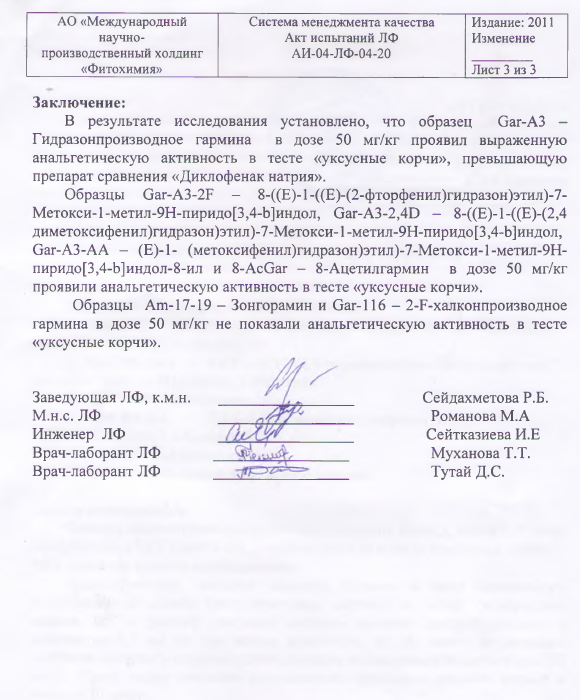 АО «Международный
научно-
производственный холдинг
«Фитохимия»
Система менеджмента качества
Акт испытаний ЛФ
АИ-04-ЛФ-04-20
Издание: 2011
Изменение
Лист 3 из 3
Заключение:
В результате исследования установлено, что образец Gar-A3 –
Гидразонпроизводное гармина в дозе 50 мг/кг проявил выраженную
анальгетическую активность в тесте «уксусные корчи», превышающую
препарат сравнения «Диклофенак натрия».
Образцы Gar-A3-2F – 8-((E)-1-((E)-(2-фторфенил)гидразон)этил)-7-
Метокси-1-метил-9H-пиридо[3,4-b]индол, Gar-A3-2,4D – 8-((E)-1-((E)-(2,4
диметоксифенил)гидразон)этил)-7-Метокси-1-метил-9H-пиридо[3,4-b]индол,
Gar-A3-AA – (E)-1- (метоксифенил)гидразон)этил)-7-Метокси-1-метил-9H-
пиридо[3,4-b]индол-8-ил и 8-AcGar – 8-Ацетилгармин в дозе 50 мг/кг
проявили анальгетическую активность в тесте «уксусные корчи».
Образцы Am-17-19 – Зонгорамин и Gar-116 – 2-F-халконпроизводное
гармина в дозе 50 мг/кг не показали анальгетическую активность в тесте
«уксусные корчи».
Заведующая ЛФ, к.м.н. Сейдахметова Р.Б.
М.н.с. ЛФ Романова М.А
Инженер ЛФ Сейтказиева И.Е
Врач-лаборант ЛФ Муханова Т.Т.
Врач-лаборант ЛФ Тутай Д.С.